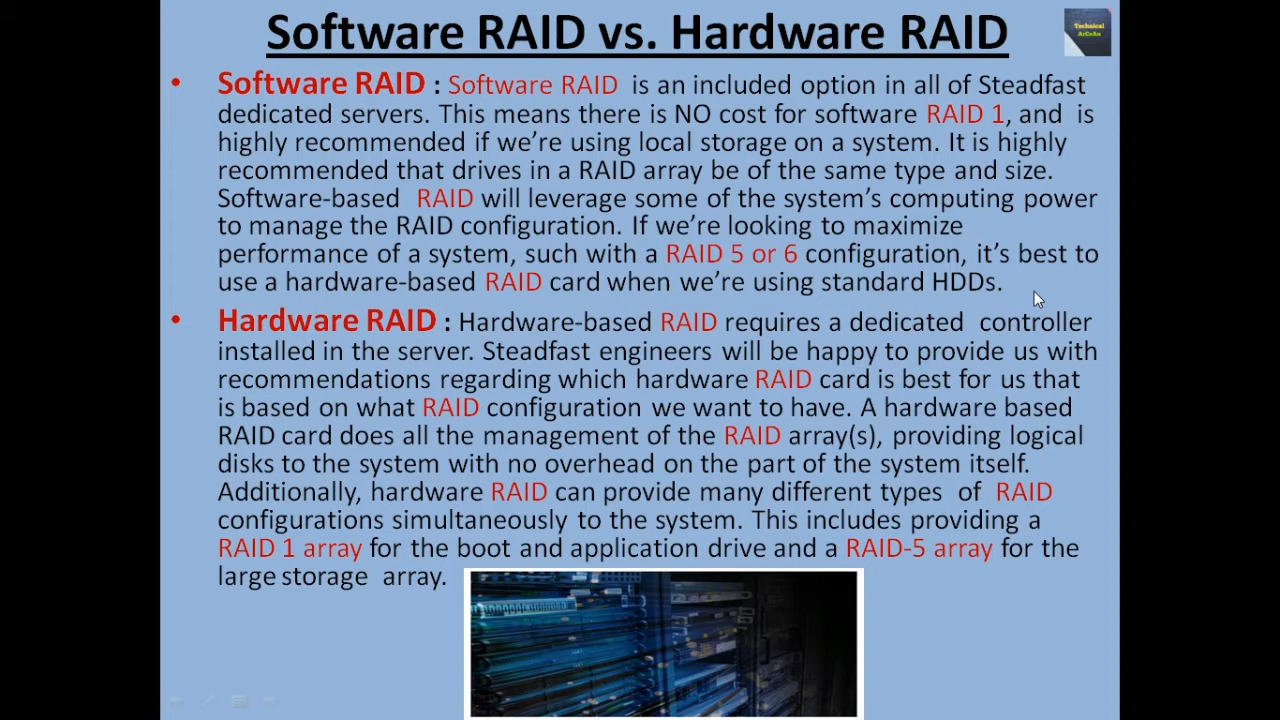 Software RAID vs. Hardware RAID
Technical
ArCoAn
• Software RAID : Software RAID is an included option in all of Steadfast
dedicated servers. This means there is NO cost for software RAID 1, and is
highly recommended if we’re using local storage on a system. It is highly
recommended that drives in a RAID array be of the same type and size.
Software-based RAID will leverage some of the system’s computing power
to manage the RAID configuration. If we’re looking to maximize
performance of a system, such with a RAID 5 or 6 configuration, it’s best to
use a hardware-based RAID card when we’re using standard HDDs.
• Hardware RAID : Hardware-based RAID requires a dedicated controller
installed in the server. Steadfast engineers will be happy to provide us with
recommendations regarding which hardware RAID card is best for us that
is based on what RAID configuration we want to have. A hardware based
RAID card does all the management of the RAID array(s), providing logical
disks to the system with no overhead on the part of the system itself.
Additionally, hardware RAID can provide many different types of RAID
configurations simultaneously to the system. This includes providing a
RAID 1 array for the boot and application drive and a RAID-5 array for the
large storage array.